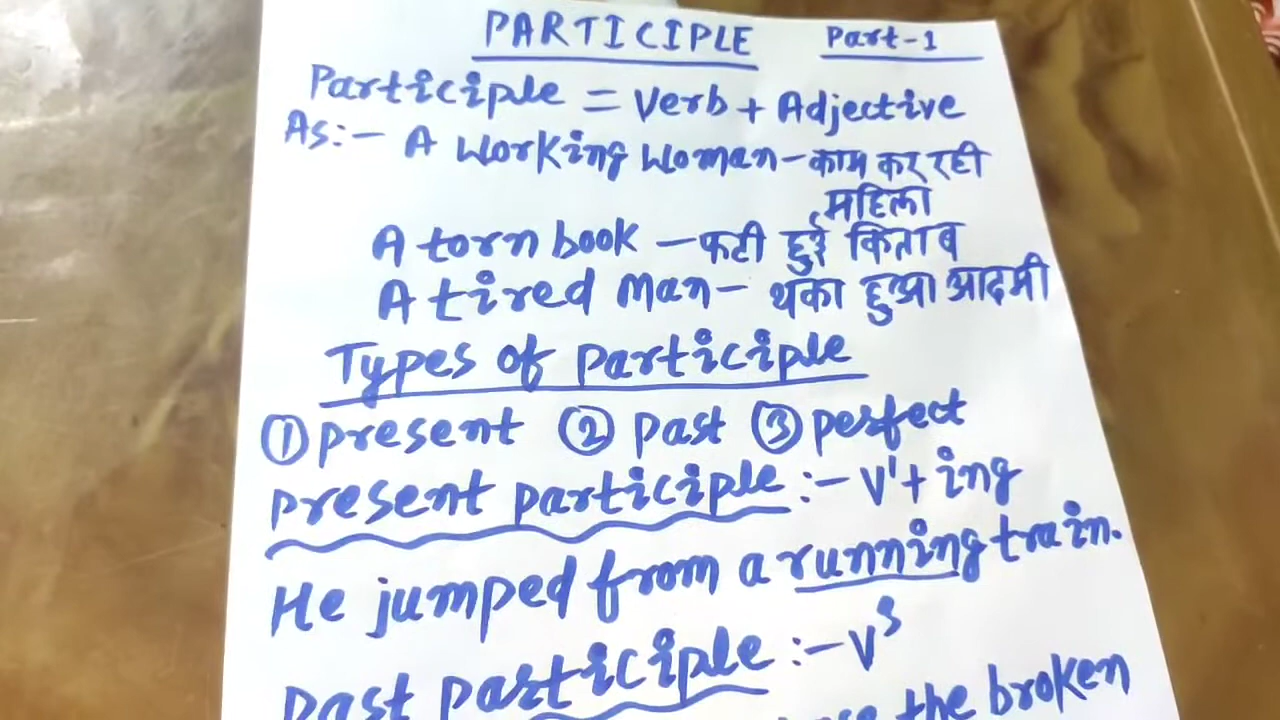 PARTICIPLE Part-1
Participle = Verb + Adjective
As:- A working woman - काम कर रही
महिला
A torn book - फटी हुई किताब
A tired man - थका हुआ आदमी
Types of participle
① present ② past ③ perfect
present participle :- V¹+ ing
He jumped from a running train.
past participle :- V³
the broken